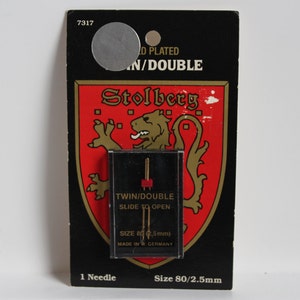 7317
PLATED
/DOUBLE
Stolberg
TWIN/DOUBLE
SLIDE TO OPEN
SIZE 80 (2.5mm)
MADE IN GERMANY
1 Needle
Size 80/2.5mm